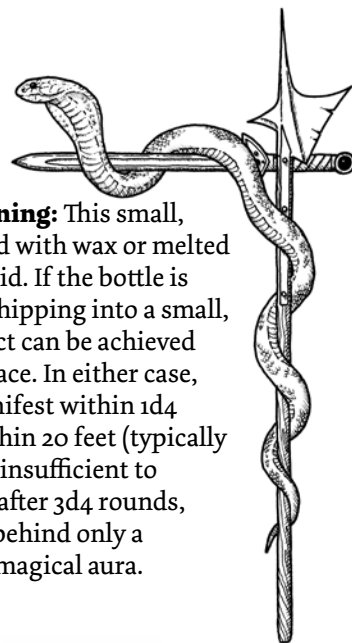 ning: This small,
d with wax or melted
id. If the bottle is
hipping into a small,
ct can be achieved
ace. In either case,
nifest within 1d4
hin 20 feet (typically
insufficient to
after 3d4 rounds,
behind only a
magical aura.